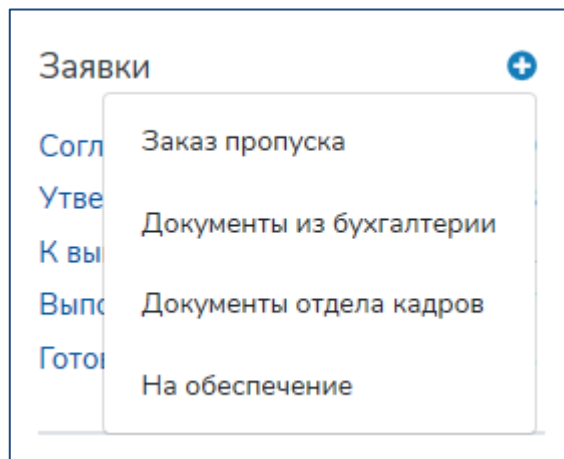 Заявки
Заказ пропуска
Документы из бухгалтерии
Документы отдела кадров
На обеспечение